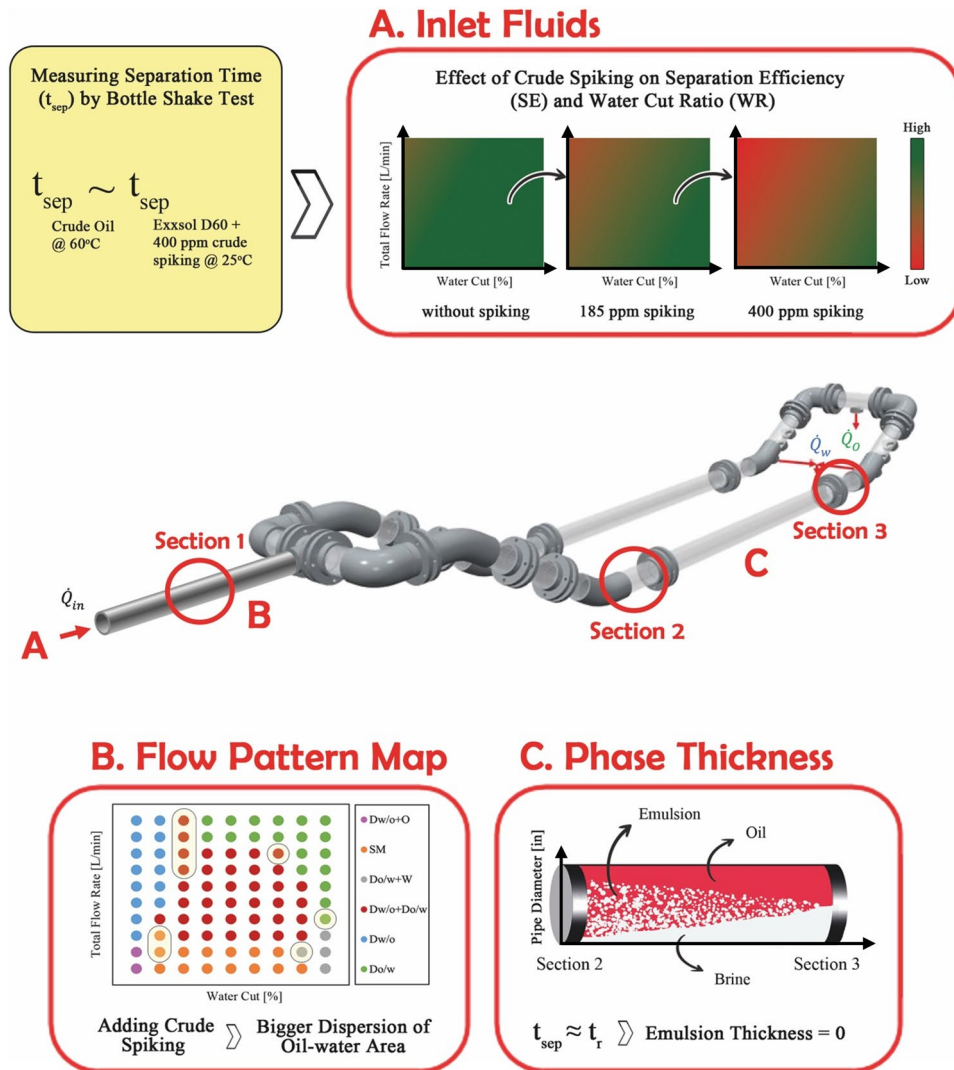 A. Inlet Fluids
Measuring Separation Time
(tsep) by Bottle Shake Test
tsep ~ tsep
Crude Oil
@ 60°C
Exxsol D60 +
400 ppm crude
spiking @ 25°C
Effect of Crude Spiking on Separation Efficiency
(SE) and Water Cut Ratio (WR)
Total Flow Rate [L/min]
Water Cut [%]
Water Cut [%]
Water Cut [%]
without spiking
185 ppm spiking
400 ppm spiking
High
Low
Q̇w
Q̇O
Section 3
Section 1
C
Q̇in
B
A
Section 2
B. Flow Pattern Map
Total Flow Rate [L/min]
Water Cut [%]
Dw/o+O
SM
Do/w+W
Dw/o+Do/w
Dw/o
Do/w
Adding Crude
Spiking
Bigger Dispersion of
Oil-water Area
C. Phase Thickness
Emulsion
Oil
Pipe Diameter [in]
Section 2
Section 3
Brine
tsep ≈ tr
Emulsion Thickness = 0